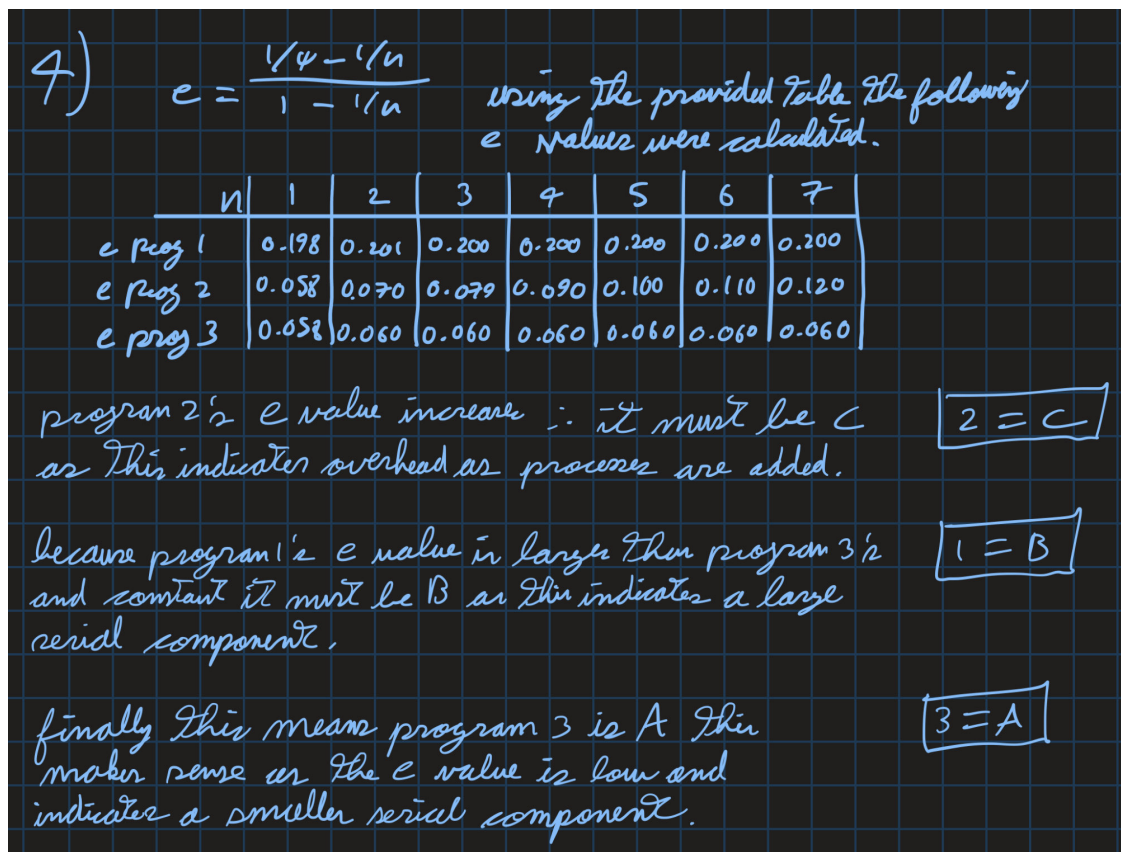 4)
e = (1/ψ - 1/n) / (1 - 1/n)
using the provided table the following
e values were calculated.
n | 1 | 2 | 3 | 4 | 5 | 6 | 7
e prog 1 | 0.198 | 0.201 | 0.200 | 0.200 | 0.200 | 0.200 | 0.200
e prog 2 | 0.058 | 0.070 | 0.079 | 0.090 | 0.100 | 0.110 | 0.120
e prog 3 | 0.058 | 0.060 | 0.060 | 0.060 | 0.060 | 0.060 | 0.060
program 2's e value increase ∴ it must be C
as this indicates overhead as processes are added.
2 = C
because program 1's e value is larger than program 3's
and constant it must be B as this indicates a large
serial component.
1 = B
finally this means program 3 is A this
makes sense as the e value is low and
indicates a smaller serial component.
3 = A